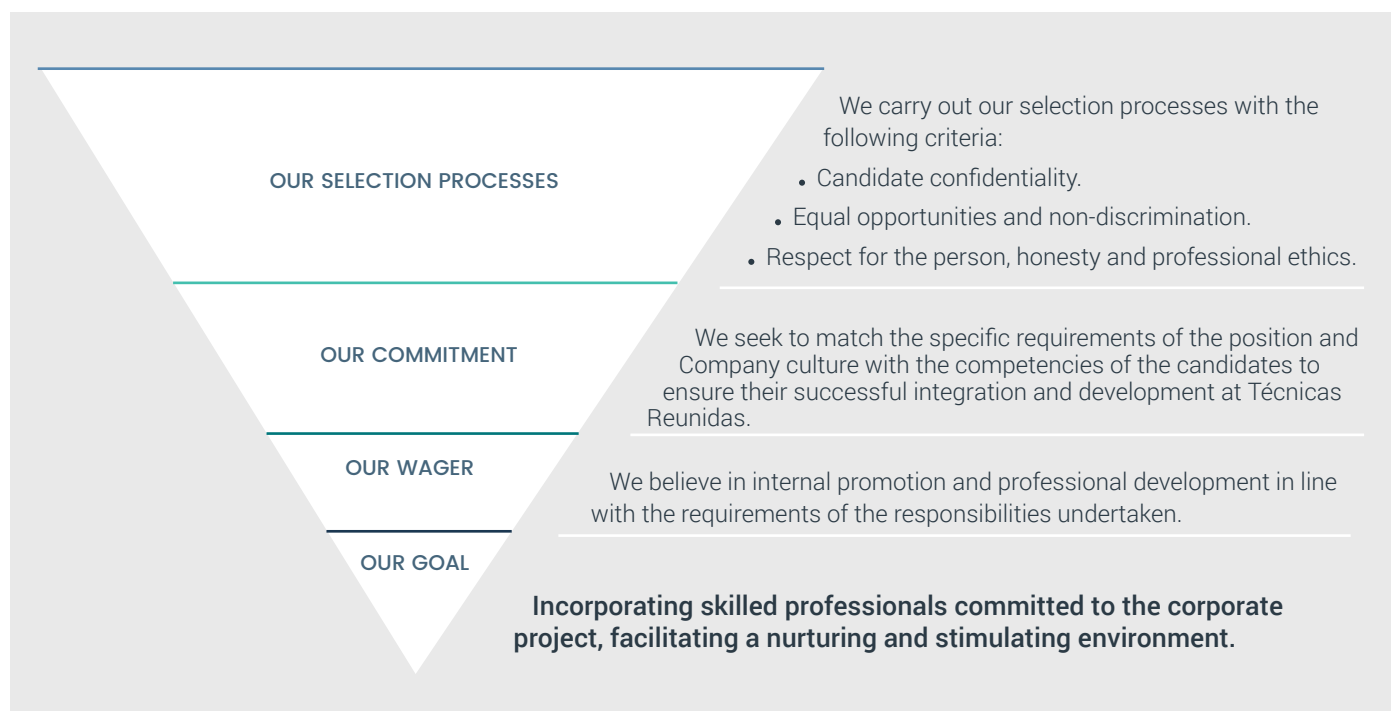 OUR SELECTION PROCESSES
We carry out our selection processes with the
following criteria:
• Candidate confidentiality.
• Equal opportunities and non-discrimination.
• Respect for the person, honesty and professional ethics.
OUR COMMITMENT
We seek to match the specific requirements of the position and
Company culture with the competencies of the candidates to
ensure their successful integration and development at Técnicas
Reunidas.
OUR WAGER
We believe in internal promotion and professional development in line
with the requirements of the responsibilities undertaken.
OUR GOAL
Incorporating skilled professionals committed to the corporate
project, facilitating a nurturing and stimulating environment.